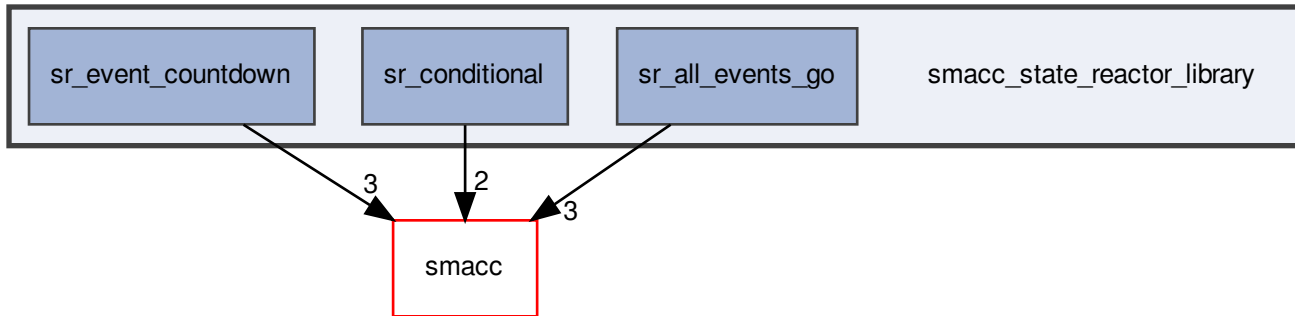 sr_event_countdown
sr_conditional
sr_all_events_go
smacc_state_reactor_library
3
2
3
smacc